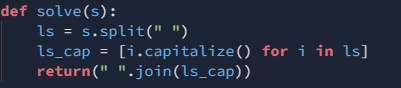 def solve(s):
    ls = s.split(" ")
    ls_cap = [i.capitalize() for i in ls]
    return(" ".join(ls_cap))